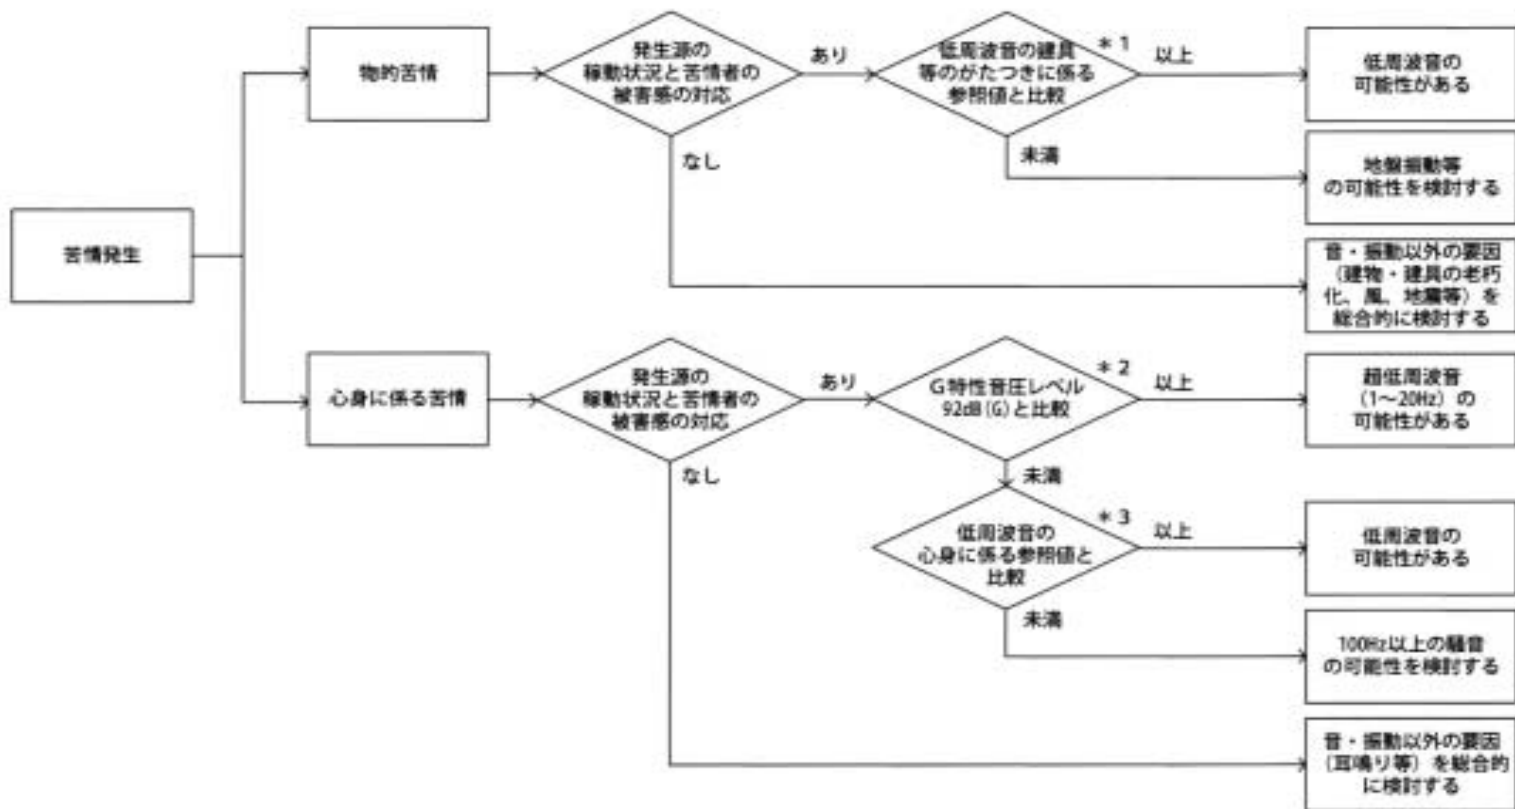 物的苦情
発生源の
稼動状況と苦情者の
被害感の対応
あり
低周波音の建具
等のがたつきに係る
参照値と比較
＊1
以上
低周波音の
可能性がある
なし
未満
地盤振動等
の可能性を検討する
苦情発生
音・振動以外の要因
（建物・建具の老朽
化、風、地震等）を
総合的に検討する
心身に係る苦情
発生源の
稼動状況と苦情者の
被害感の対応
あり
G特性音圧レベル
92dB(G)と比較
＊2
以上
超低周波音
（1～20Hz）の
可能性がある
なし
未満
低周波音の
心身に係る参照値と
比較
＊3
以上
低周波音の
可能性がある
未満
100Hz以上の騒音
の可能性を検討する
音・振動以外の要因
（耳鳴り等）を総合的
に検討する